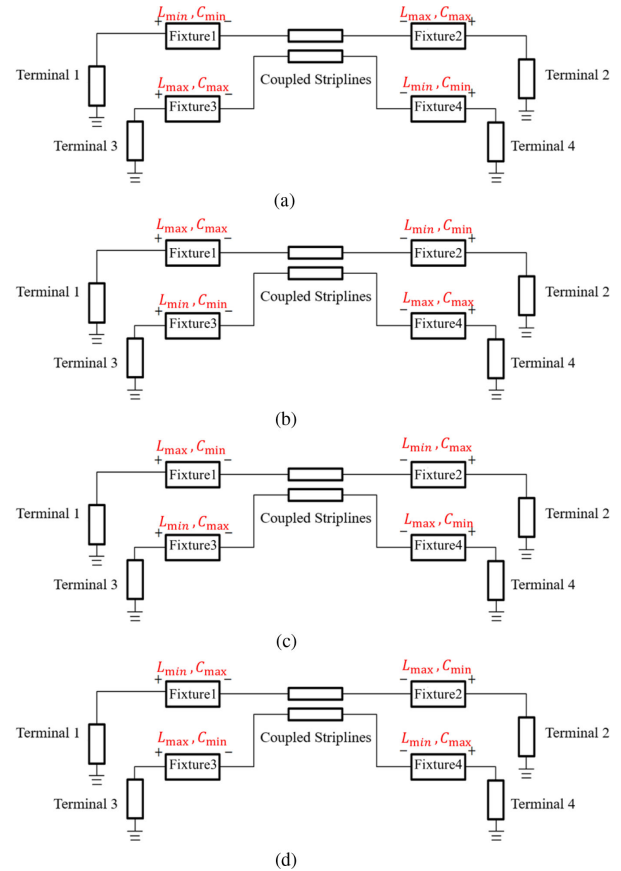 + L_min , C_min −
− L_max , C_max +
Fixture1
Fixture2
Terminal 1
Coupled Striplines
Terminal 2
+ L_max , C_max −
− L_min , C_min +
Fixture3
Fixture4
Terminal 3
Terminal 4
(a)
+ L_max , C_max −
− L_min , C_min +
Fixture1
Fixture2
Terminal 1
Coupled Striplines
Terminal 2
+ L_min , C_min −
− L_max , C_max +
Fixture3
Fixture4
Terminal 3
Terminal 4
(b)
+ L_max , C_min −
− L_min , C_max +
Fixture1
Fixture2
Terminal 1
Coupled Striplines
Terminal 2
+ L_min , C_max −
− L_max , C_min +
Fixture3
Fixture4
Terminal 3
Terminal 4
(c)
+ L_min , C_max −
− L_max , C_min +
Fixture1
Fixture2
Terminal 1
Coupled Striplines
Terminal 2
+ L_max , C_min −
− L_min , C_max +
Fixture3
Fixture4
Terminal 3
Terminal 4
(d)